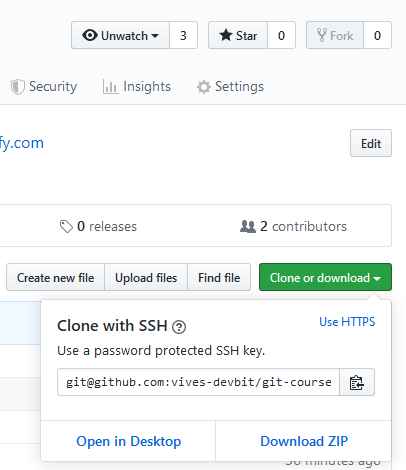 Unwatch 3 Star 0 Fork 0
Security Insights Settings
fy.com Edit
0 releases 2 contributors
Create new file Upload files Find file Clone or download
Clone with SSH ? Use HTTPS
Use a password protected SSH key.
git@github.com:vives-devbit/git-course
Open in Desktop Download ZIP
minutes ago